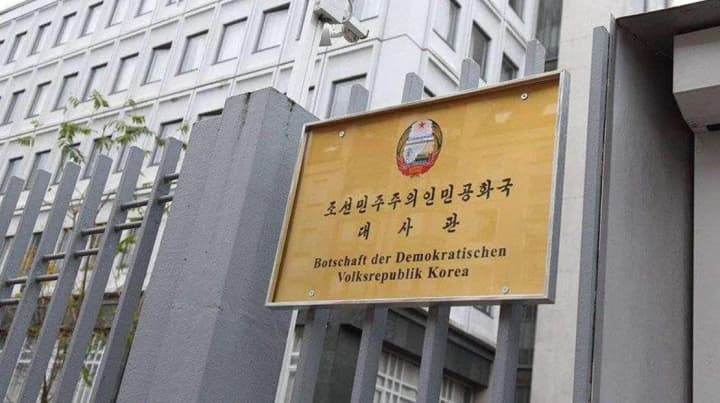 조선민주주의인민공화국
대사관
Botschaft der Demokratischen
Volksrepublik Korea